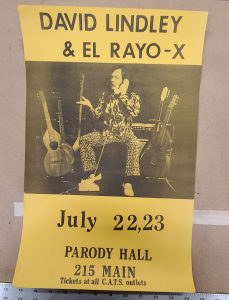 DAVID LINDLEY
& EL RAYO-X
July 22,23
PARODY HALL
215 MAIN
Tickets at all C.A.T.S. outlets